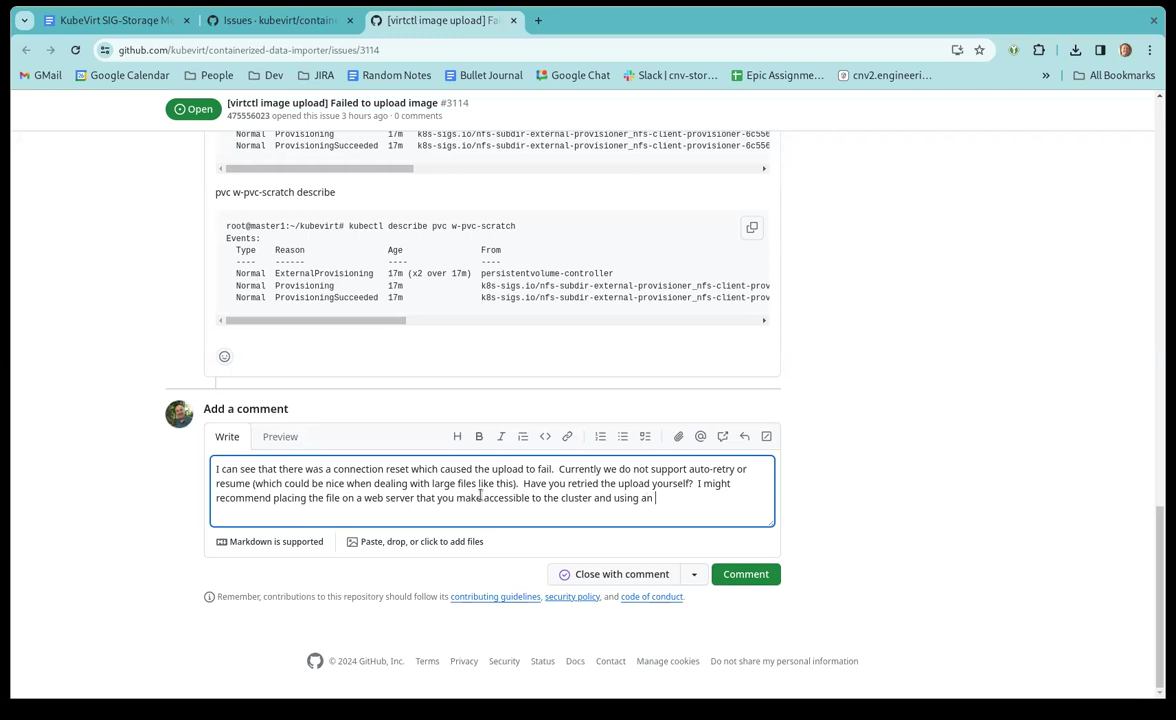 KubeVirt SIG-Storage Me
Issues · kubevirt/contain
[virtctl image upload] Fa
github.com/kubevirt/containerized-data-importer/issues/3114
GMail
Google Calendar
People
Dev
JIRA
Random Notes
Bullet Journal
Google Chat
Slack | cnv-stor...
Epic Assignme...
cnv2.engineeri...
»
All Bookmarks
Open
[virtctl image upload] Failed to upload image #3114
475556023 opened this issue 3 hours ago · 0 comments
Normal Provisioning 17m k8s-sigs.io/nfs-subdir-external-provisioner_nfs-client-provisioner-6c556
Normal ProvisioningSucceeded 17m k8s-sigs.io/nfs-subdir-external-provisioner_nfs-client-provisioner-6c556
pvc w-pvc-scratch describe
root@master1:~/kubevirt# kubectl describe pvc w-pvc-scratch
Events:
Type Reason Age From
---- ------ ---- ----
Normal ExternalProvisioning 17m (x2 over 17m) persistentvolume-controller
Normal Provisioning 17m k8s-sigs.io/nfs-subdir-external-provisioner_nfs-client-prov
Normal ProvisioningSucceeded 17m k8s-sigs.io/nfs-subdir-external-provisioner_nfs-client-prov
Add a comment
Write
Preview
I can see that there was a connection reset which caused the upload to fail. Currently we do not support auto-retry or
resume (which could be nice when dealing with large files like this). Have you retried the upload yourself? I might
recommend placing the file on a web server that you make accessible to the cluster and using an
Markdown is supported
Paste, drop, or click to add files
Close with comment
Comment
Remember, contributions to this repository should follow its contributing guidelines, security policy, and code of conduct.
© 2024 GitHub, Inc.
Terms
Privacy
Security
Status
Docs
Contact
Manage cookies
Do not share my personal information